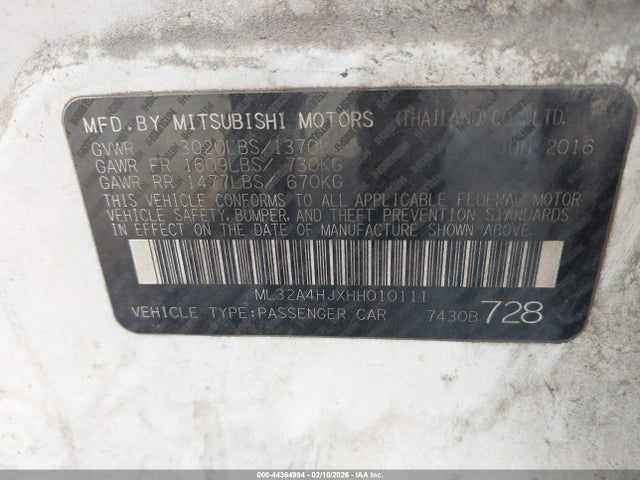 MFD.BY MITSUBISHI MOTORS (THAILAND) CO., LTD.
GVWR 3020LBS/1370 JUN 2016
GAWR FR 1609LBS/ 730KG
GAWR RR 1477LBS/ 670KG
THIS VEHICLE CONFORMS TO ALL APPLICABLE FEDERAL MOTOR
VEHICLE SAFETY, BUMPER, AND THEFT PREVENTION STANDARDS
IN EFFECT ON THE DATE OF MANUFACTURE SHOWN ABOVE.
ML32A4HJXHH010111
VEHICLE TYPE:PASSENGER CAR 7430B 728
000-44364994 | 02/10/2026 | IAA Inc.